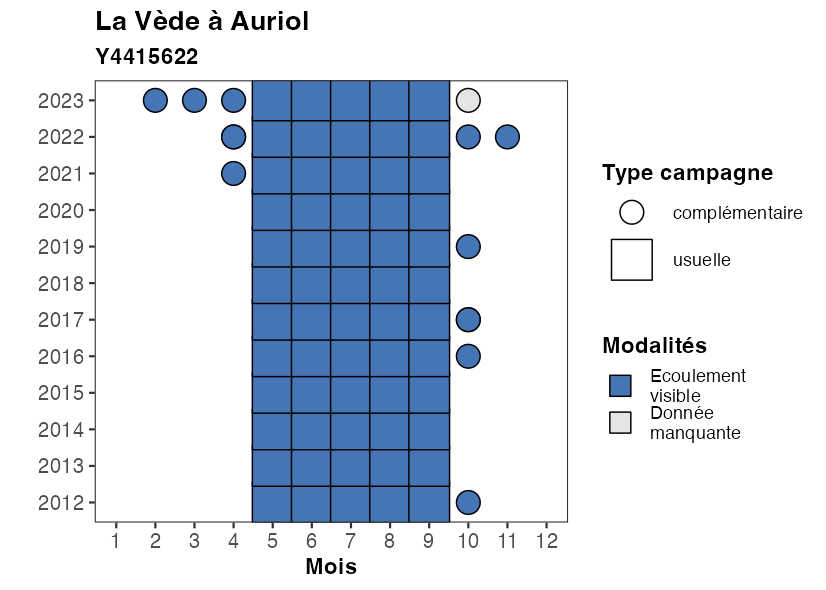 La Vède à Auriol
Y4415622
2023
2022
2021
2020
2019
2018
2017
2016
2015
2014
2013
2012
1 2 3 4 5 6 7 8 9 10 11 12
Mois
Type campagne
complémentaire
usuelle
Modalités
Ecoulement
visible
Donnée
manquante